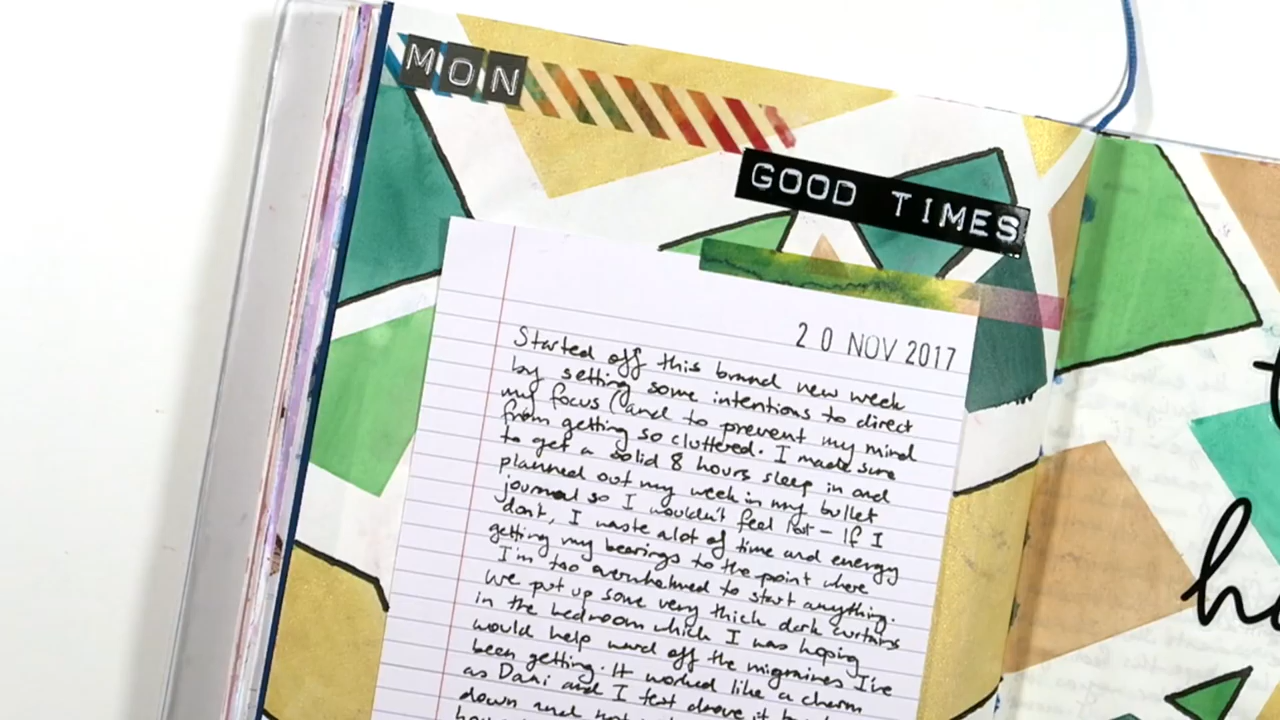 MON
GOOD TIMES
20 NOV 2017
Started off this brand new week
by setting some intentions to direct
my focus (and to prevent my mind
from getting so cluttered. I made sure
to get a solid 8 hours sleep in and
planned out my week in my bullet
journal so I wouldn't feel lost - If I
don't, I waste alot of time and energy
getting my bearings to the point where
I'm too overwhelmed to start anything.
We put up some very thick dark curtains
in the bedroom which I was hoping
would help ward off the migraines I've
been getting. It worked like a charm
as Dani and I test drove it
down and